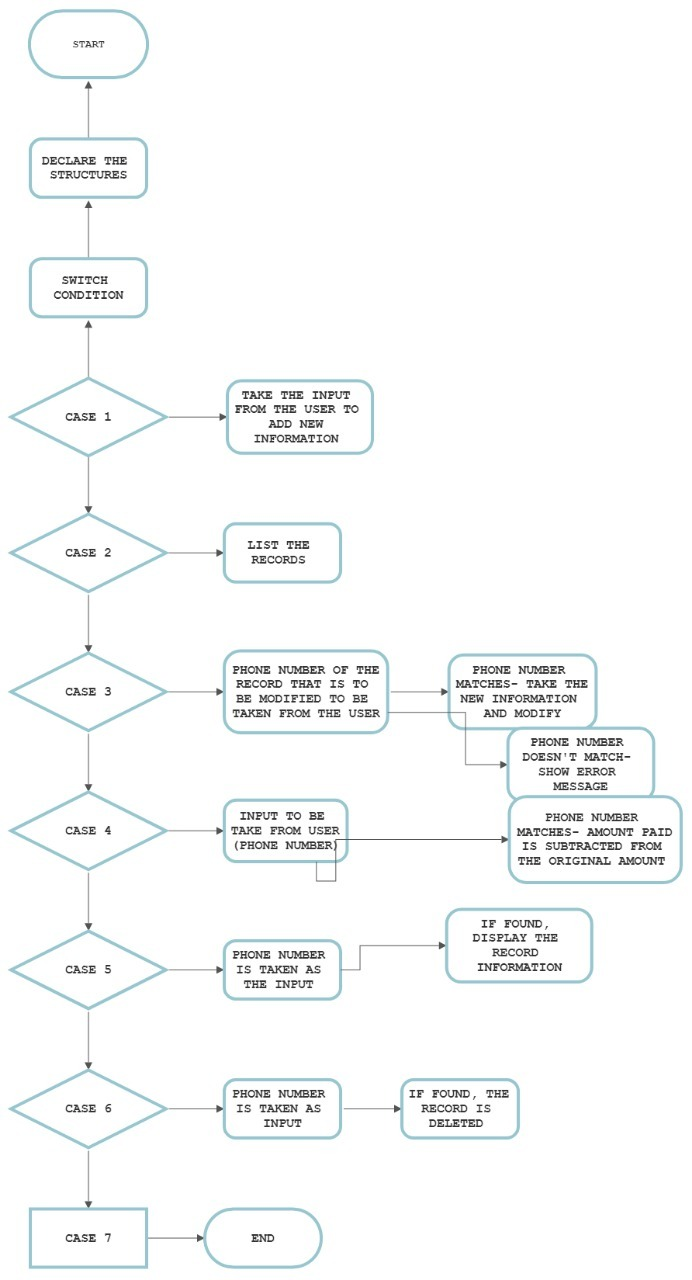 START
DECLARE THE
STRUCTURES
SWITCH
CONDITION
CASE 1
TAKE THE INPUT
FROM THE USER TO
ADD NEW
INFORMATION
CASE 2
LIST THE
RECORDS
CASE 3
PHONE NUMBER OF THE
RECORD THAT IS TO
BE MODIFIED TO BE
TAKEN FROM THE USER
PHONE NUMBER
MATCHES- TAKE THE
NEW INFORMATION
AND MODIFY
PHONE NUMBER
DOESN'T MATCH-
SHOW ERROR
MESSAGE
CASE 4
INPUT TO BE
TAKE FROM USER
(PHONE NUMBER)
PHONE NUMBER
MATCHES- AMOUNT PAID
IS SUBTRACTED FROM
THE ORIGINAL AMOUNT
CASE 5
PHONE NUMBER
IS TAKEN AS
THE INPUT
IF FOUND,
DISPLAY THE
RECORD
INFORMATION
CASE 6
PHONE NUMBER
IS TAKEN AS
INPUT
IF FOUND, THE
RECORD IS
DELETED
CASE 7
END